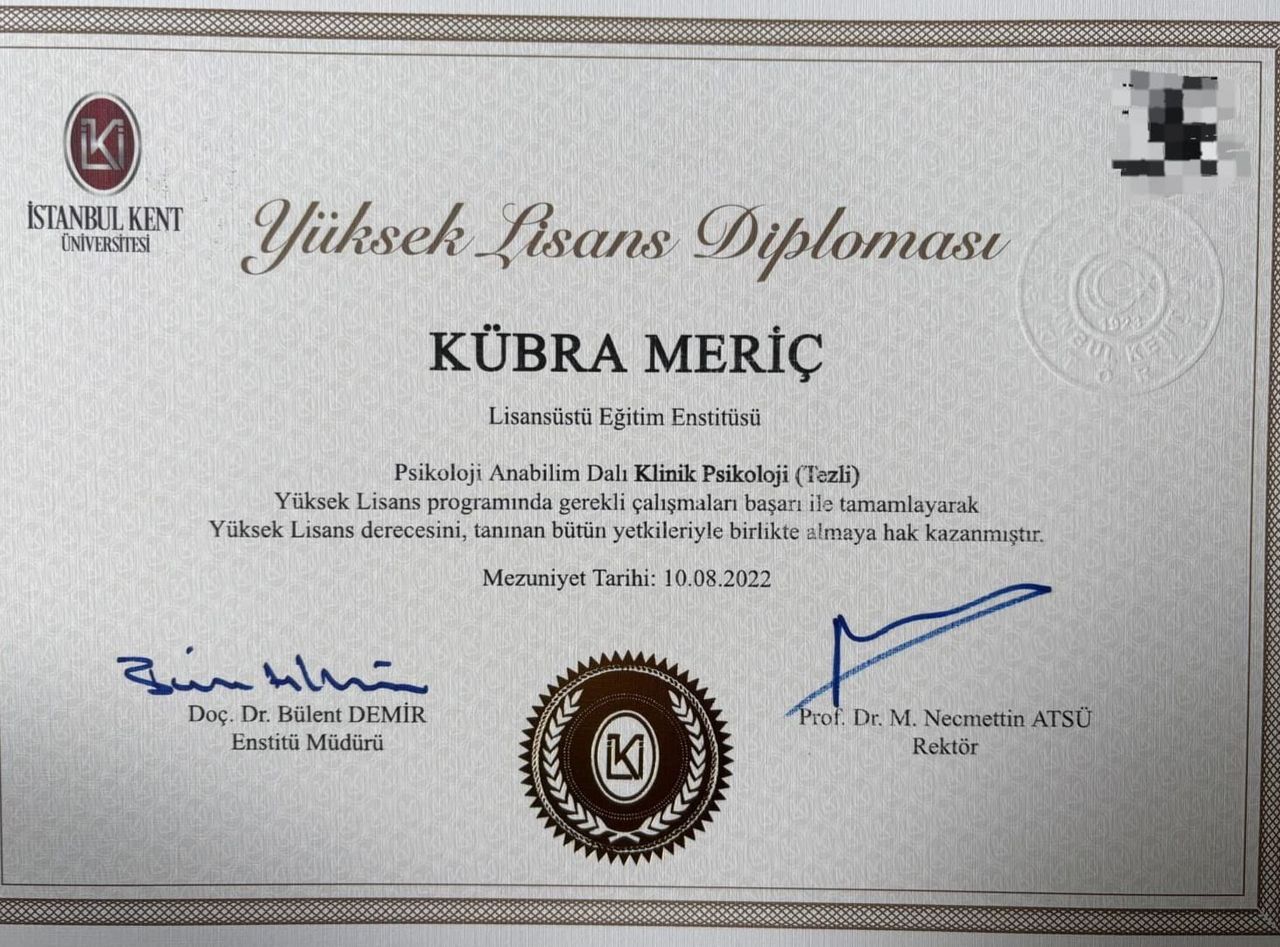 İSTANBUL KENT
ÜNİVERSİTESİ
Yüksek Lisans Diploması
KÜBRA MERİÇ
Lisansüstü Eğitim Enstitüsü
Psikoloji Anabilim Dalı Klinik Psikoloji (Tezli)
Yüksek Lisans programında gerekli çalışmaları başarı ile tamamlayarak
Yüksek Lisans derecesini, tanınan bütün yetkileriyle birlikte almaya hak kazanmıştır.
Mezuniyet Tarihi: 10.08.2022
Doç. Dr. Bülent DEMİR
Enstitü Müdürü
Prof. Dr. M. Necmettin ATSÜ
Rektör